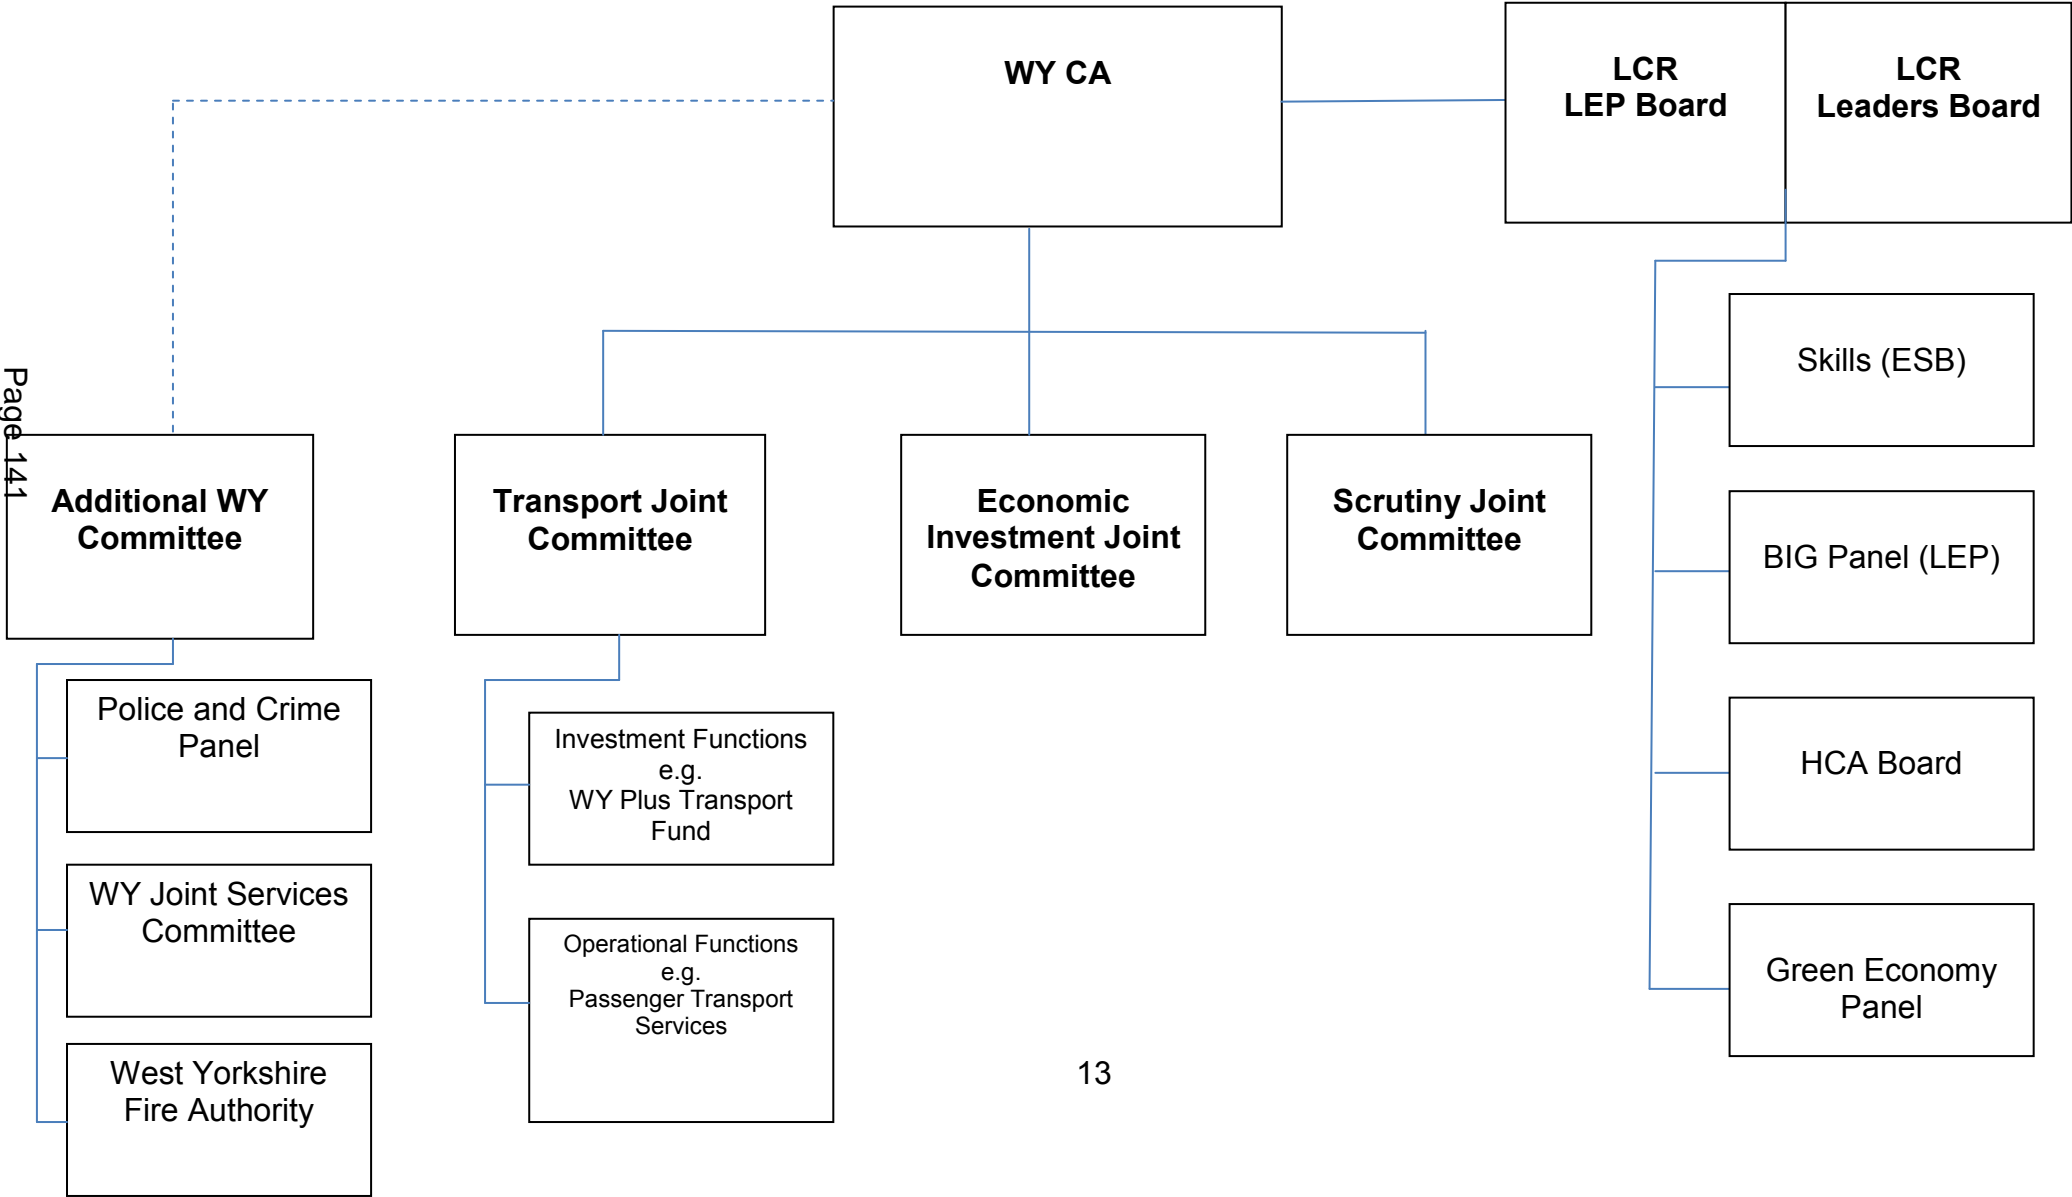 WY CA
LCR
LEP Board
LCR
Leaders Board
Skills (ESB)
BIG Panel (LEP)
HCA Board
Green Economy
Panel
Page 141
Additional WY
Committee
Transport Joint
Committee
Economic
Investment Joint
Committee
Scrutiny Joint
Committee
Police and Crime
Panel
WY Joint Services
Committee
West Yorkshire
Fire Authority
Investment Functions
e.g.
WY Plus Transport
Fund
Operational Functions
e.g.
Passenger Transport
Services
13